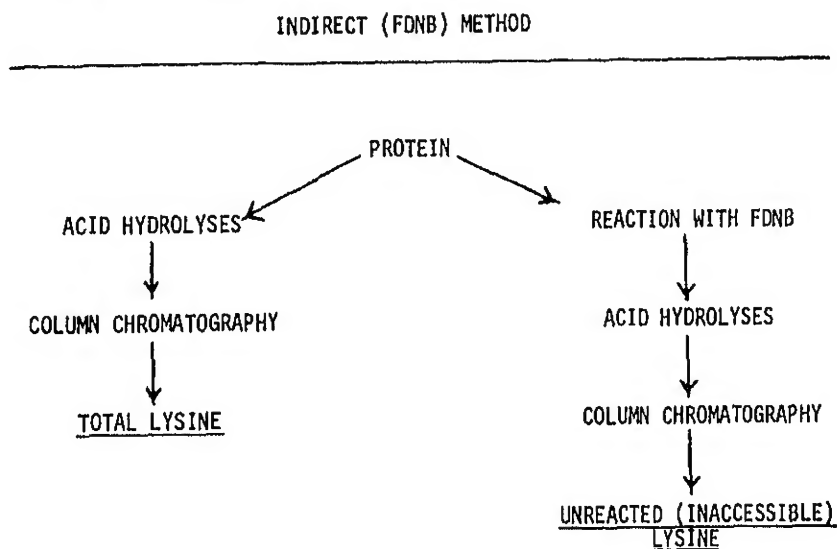 INDIRECT (FDNB) METHOD
PROTEIN
ACID HYDROLYSES
COLUMN CHROMATOGRAPHY
TOTAL LYSINE
REACTION WITH FDNB
ACID HYDROLYSES
COLUMN CHROMATOGRAPHY
UNREACTED (INACCESSIBLE)
LYSINE